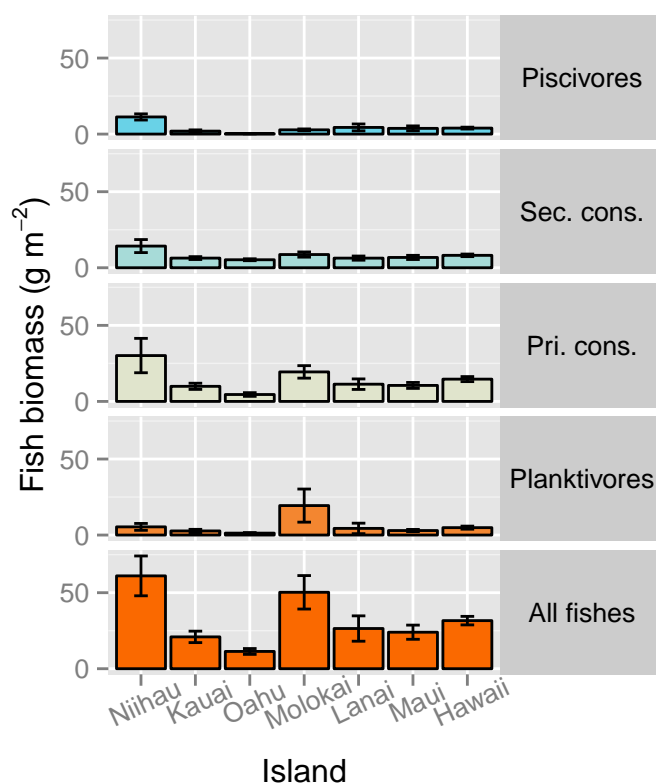 Fish biomass (g m⁻²)
50
0
Piscivores
50
0
Sec. cons.
50
0
Pri. cons.
50
0
Planktivores
50
0
All fishes
Niihau
Kauai
Oahu
Molokai
Lanai
Maui
Hawaii
Island